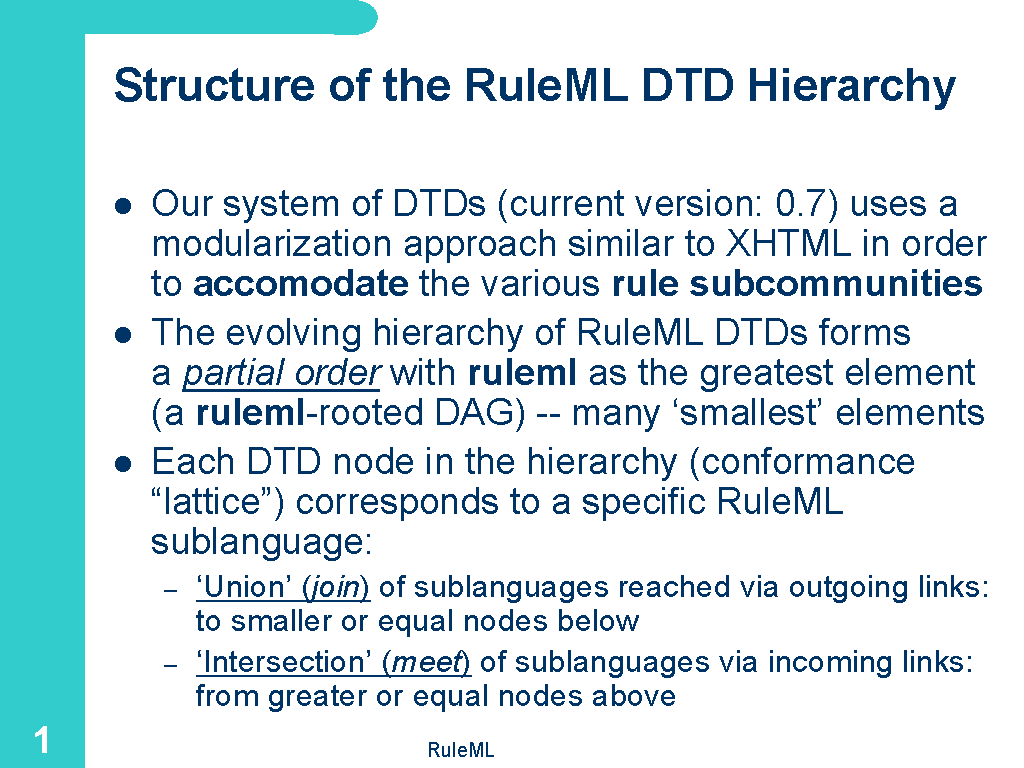 Structure of the RuleML DTD Hierarchy
● Our system of DTDs (current version: 0.7) uses a
modularization approach similar to XHTML in order
to accomodate the various rule subcommunities
● The evolving hierarchy of RuleML DTDs forms
a partial order with ruleml as the greatest element
(a ruleml-rooted DAG) -- many ‘smallest’ elements
● Each DTD node in the hierarchy (conformance
“lattice”) corresponds to a specific RuleML
sublanguage:
– ‘Union’ (join) of sublanguages reached via outgoing links:
to smaller or equal nodes below
– ‘Intersection’ (meet) of sublanguages via incoming links:
from greater or equal nodes above
1
RuleML